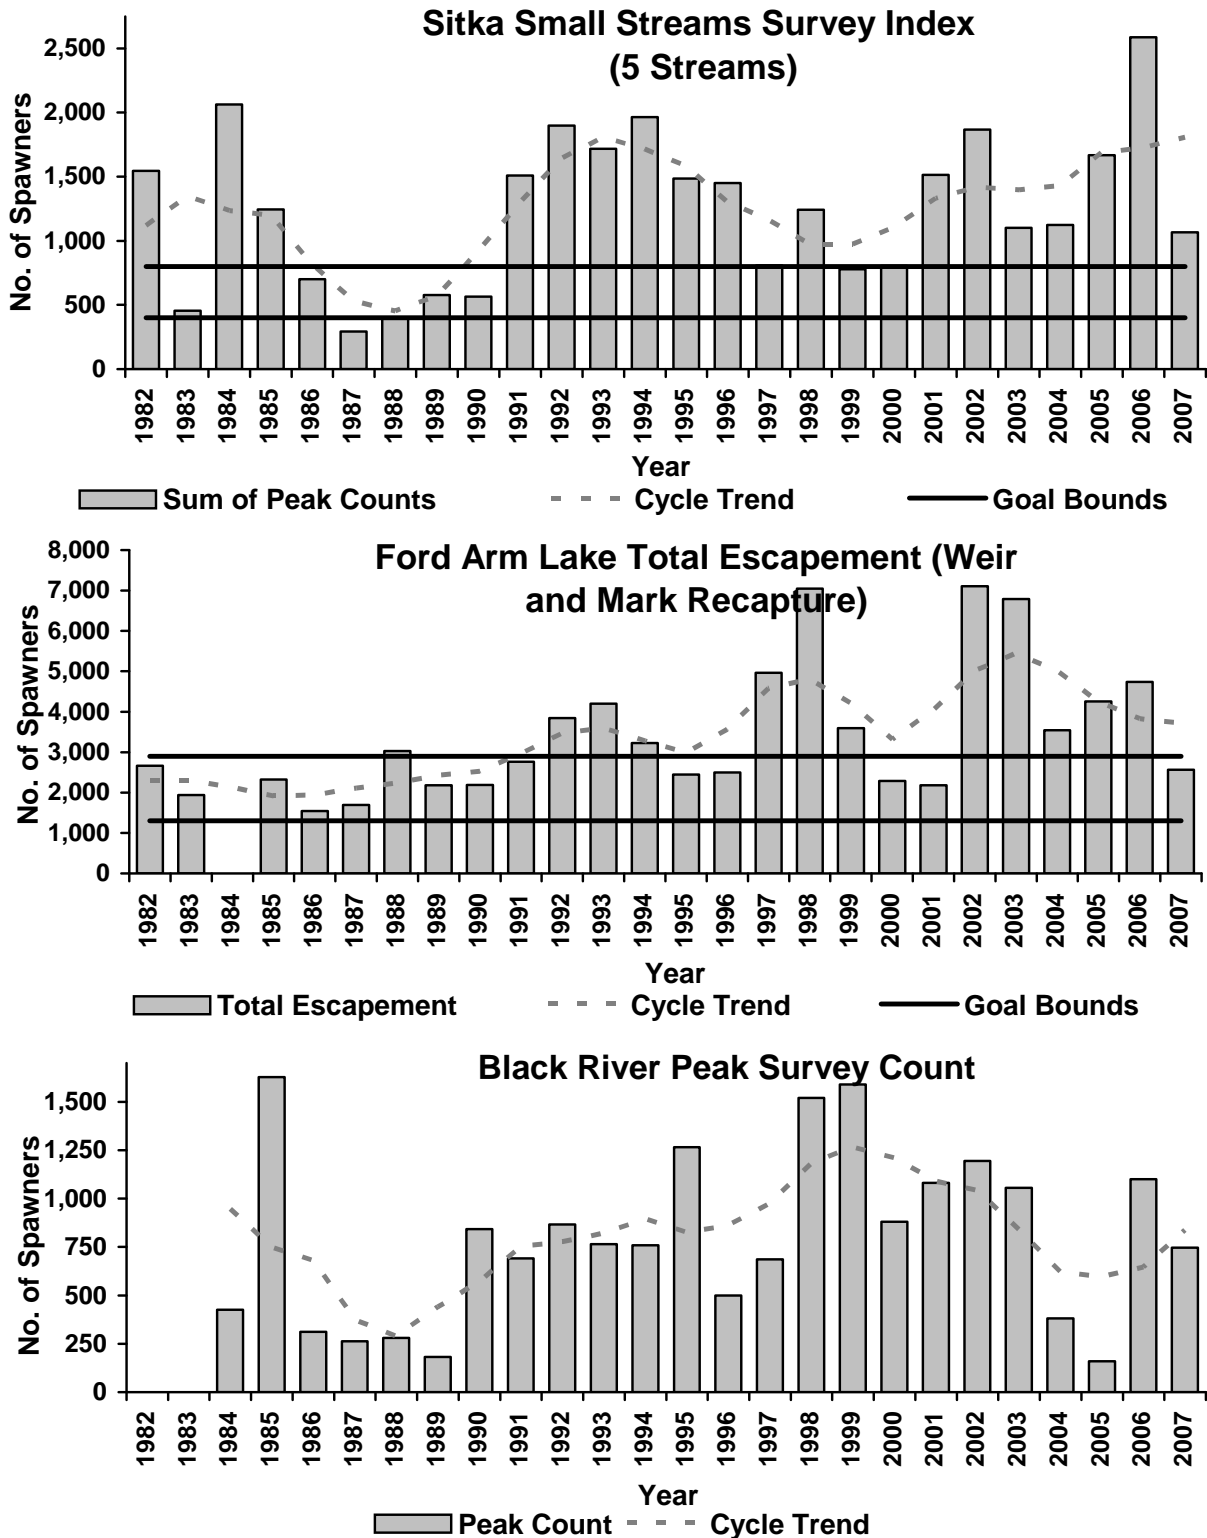 Sitka Small Streams Survey Index
(5 Streams)
No. of Spawners
2,500
2,000
1,500
1,000
500
0
1982 1983 1984 1985 1986 1987 1988 1989 1990 1991 1992 1993 1994 1995 1996 1997 1998 1999 2000 2001 2002 2003 2004 2005 2006 2007
Year
Sum of Peak Counts Cycle Trend Goal Bounds
Ford Arm Lake Total Escapement (Weir
and Mark Recapture)
No. of Spawners
8,000
7,000
6,000
5,000
4,000
3,000
2,000
1,000
0
1982 1983 1984 1985 1986 1987 1988 1989 1990 1991 1992 1993 1994 1995 1996 1997 1998 1999 2000 2001 2002 2003 2004 2005 2006 2007
Year
Total Escapement Cycle Trend Goal Bounds
Black River Peak Survey Count
No. of Spawners
1,500
1,250
1,000
750
500
250
0
1982 1983 1984 1985 1986 1987 1988 1989 1990 1991 1992 1993 1994 1995 1996 1997 1998 1999 2000 2001 2002 2003 2004 2005 2006 2007
Year
Peak Count Cycle Trend